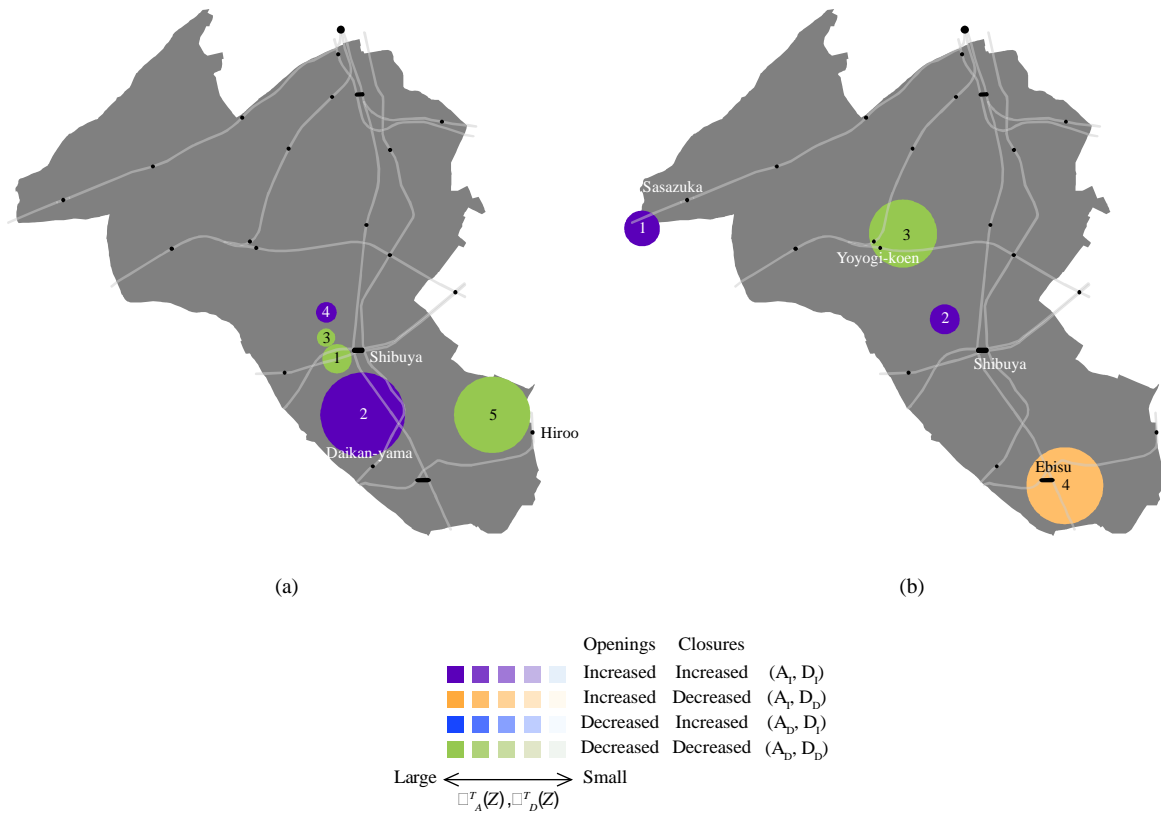 Sasazuka
1
3
Yoyogi-koen
4
3
1
Shibuya
2
Shibuya
2
5
Daikan-yama
Hiroo
Ebisu
4
(a)
(b)
Openings Closures
Increased Increased (A_I, D_I)
Increased Decreased (A_I, D_D)
Decreased Increased (A_D, D_I)
Decreased Decreased (A_D, D_D)
Large Small
□^T_A(Z), □^T_D(Z)